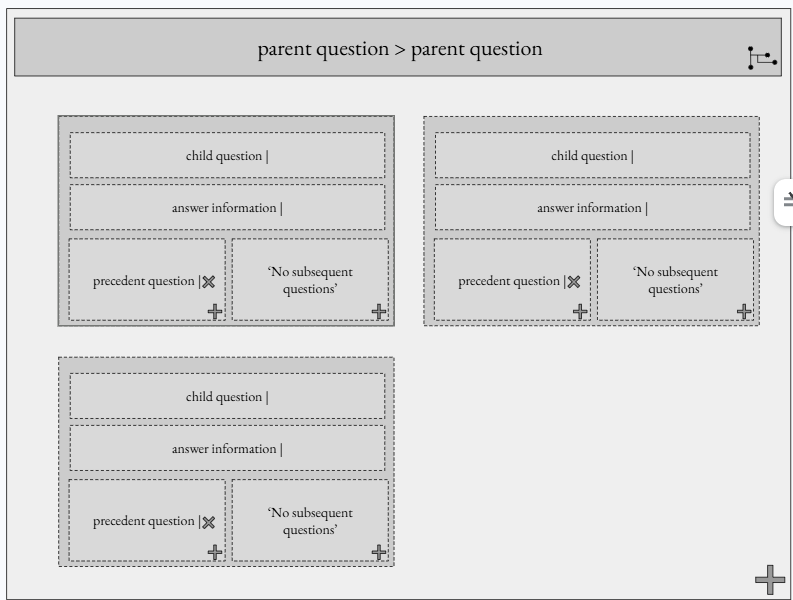 parent question > parent question
child question |
answer information |
precedent question |
‘No subsequent
questions’
child question |
answer information |
precedent question |
‘No subsequent
questions’
child question |
answer information |
precedent question |
‘No subsequent
questions’